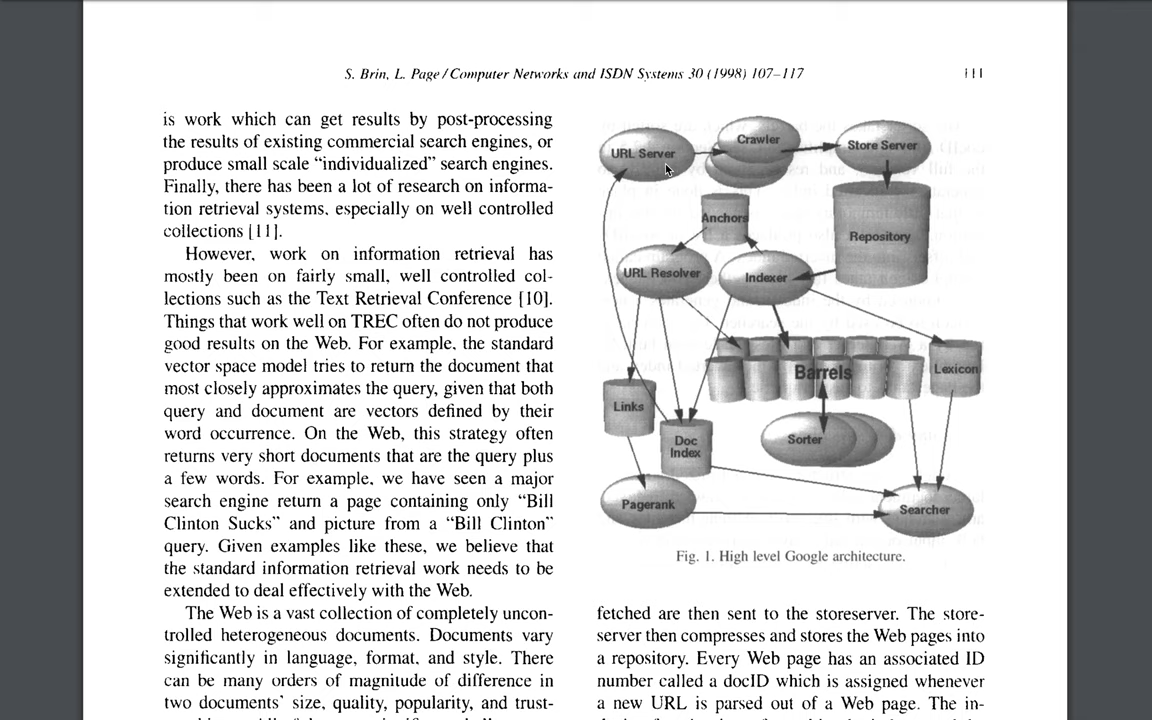 S. Brin, L. Page / Computer Networks and ISDN Systems 30 (1998) 107–117
111
is work which can get results by post-processing
the results of existing commercial search engines, or
produce small scale “individualized” search engines.
Finally, there has been a lot of research on informa-
tion retrieval systems, especially on well controlled
collections [11].
However, work on information retrieval has
mostly been on fairly small, well controlled col-
lections such as the Text Retrieval Conference [10].
Things that work well on TREC often do not produce
good results on the Web. For example, the standard
vector space model tries to return the document that
most closely approximates the query, given that both
query and document are vectors defined by their
word occurrence. On the Web, this strategy often
returns very short documents that are the query plus
a few words. For example, we have seen a major
search engine return a page containing only “Bill
Clinton Sucks” and picture from a “Bill Clinton”
query. Given examples like these, we believe that
the standard information retrieval work needs to be
extended to deal effectively with the Web.
The Web is a vast collection of completely uncon-
trolled heterogeneous documents. Documents vary
significantly in language, format, and style. There
can be many orders of magnitude of difference in
two documents’ size, quality, popularity, and trust-
URL Server
Crawler
Store Server
Anchors
Repository
URL Resolver
Indexer
Barrels
Lexicon
Links
Doc
Index
Sorter
Pagerank
Searcher
Fig. 1. High level Google architecture.
fetched are then sent to the storeserver. The store-
server then compresses and stores the Web pages into
a repository. Every Web page has an associated ID
number called a docID which is assigned whenever
a new URL is parsed out of a Web page. The in-